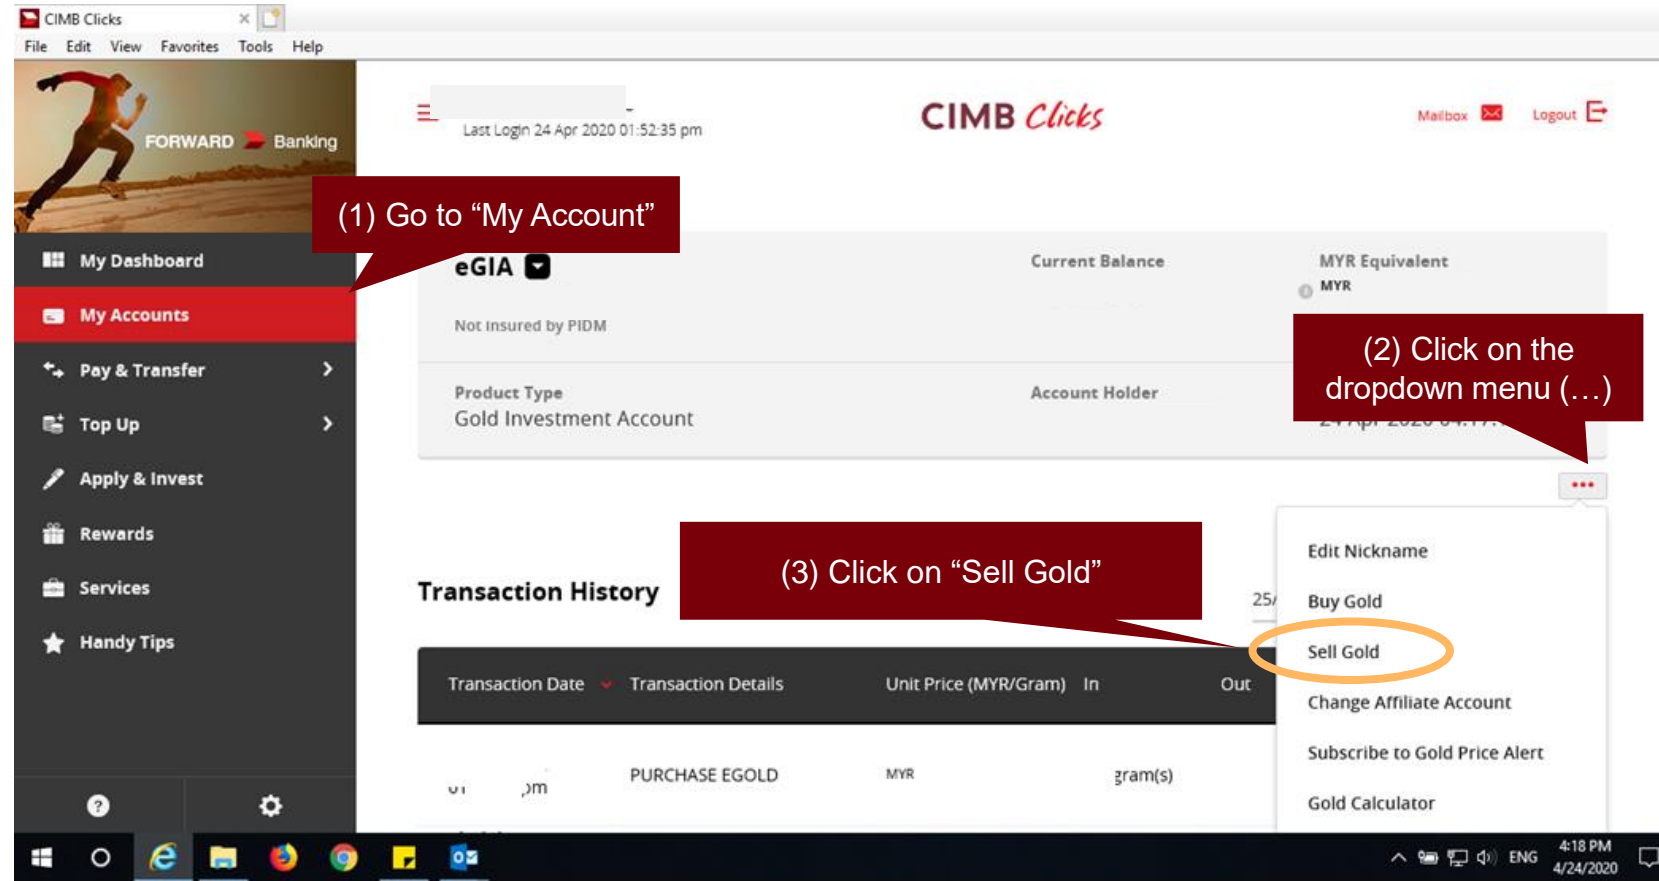 CIMB Clicks
File Edit View Favorites Tools Help
FORWARD Banking
Last Login 24 Apr 2020 01:52:35 pm
CIMB Clicks
Mailbox
Logout
(1) Go to “My Account”
My Dashboard
My Accounts
Pay & Transfer
Top Up
Apply & Invest
Rewards
Services
Handy Tips
eGIA
Current Balance
MYR Equivalent
MYR
Not Insured by PIDM
(2) Click on the
dropdown menu (...)
Product Type
Account Holder
Gold Investment Account
24 Apr 2020
(3) Click on “Sell Gold”
Edit Nickname
Buy Gold
Sell Gold
Change Affiliate Account
Subscribe to Gold Price Alert
Gold Calculator
Transaction History
25/
Transaction Date Transaction Details Unit Price (MYR/Gram) In Out
PURCHASE EGOLD MYR gram(s)
ENG
4:18 PM
4/24/2020